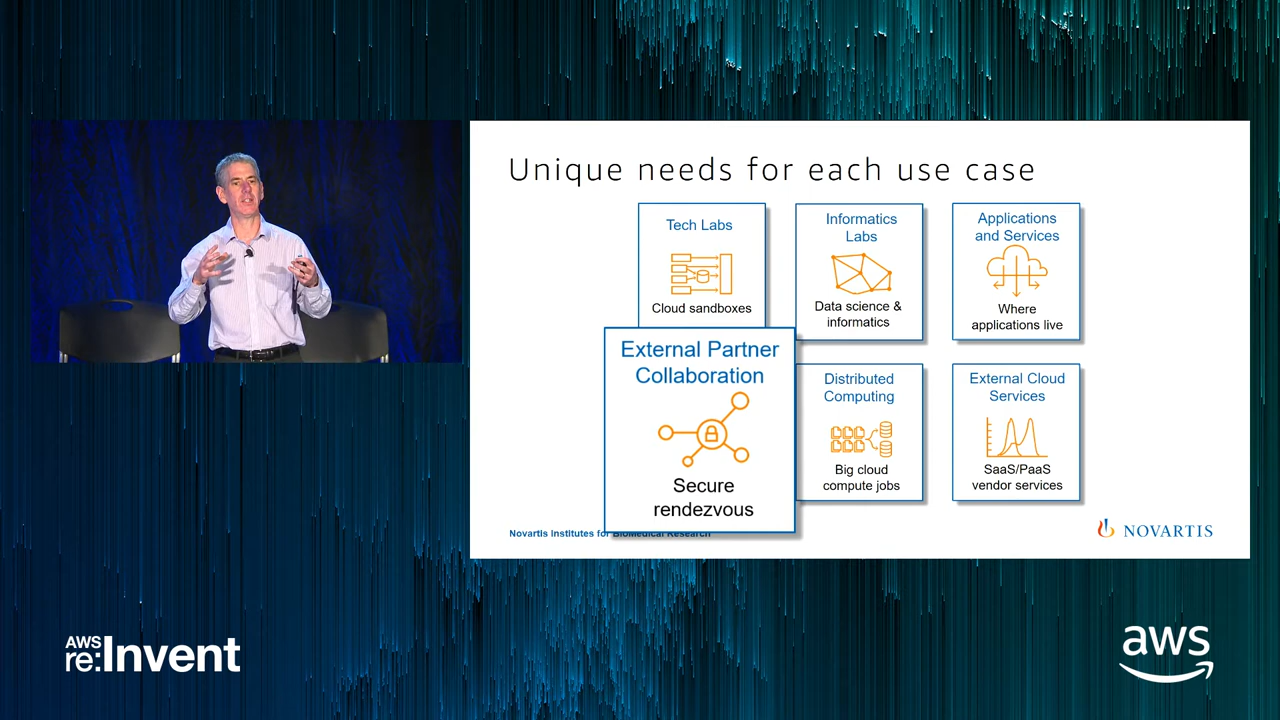 Unique needs for each use case
Tech Labs
Cloud sandboxes
Informatics
Labs
Data science &
informatics
Applications
and Services
Where
applications live
External Partner
Collaboration
Secure
rendezvous
Distributed
Computing
Big cloud
compute jobs
External Cloud
Services
SaaS/PaaS
vendor services
Novartis Institutes for BioMedical Research
NOVARTIS
AWS
re:Invent
aws